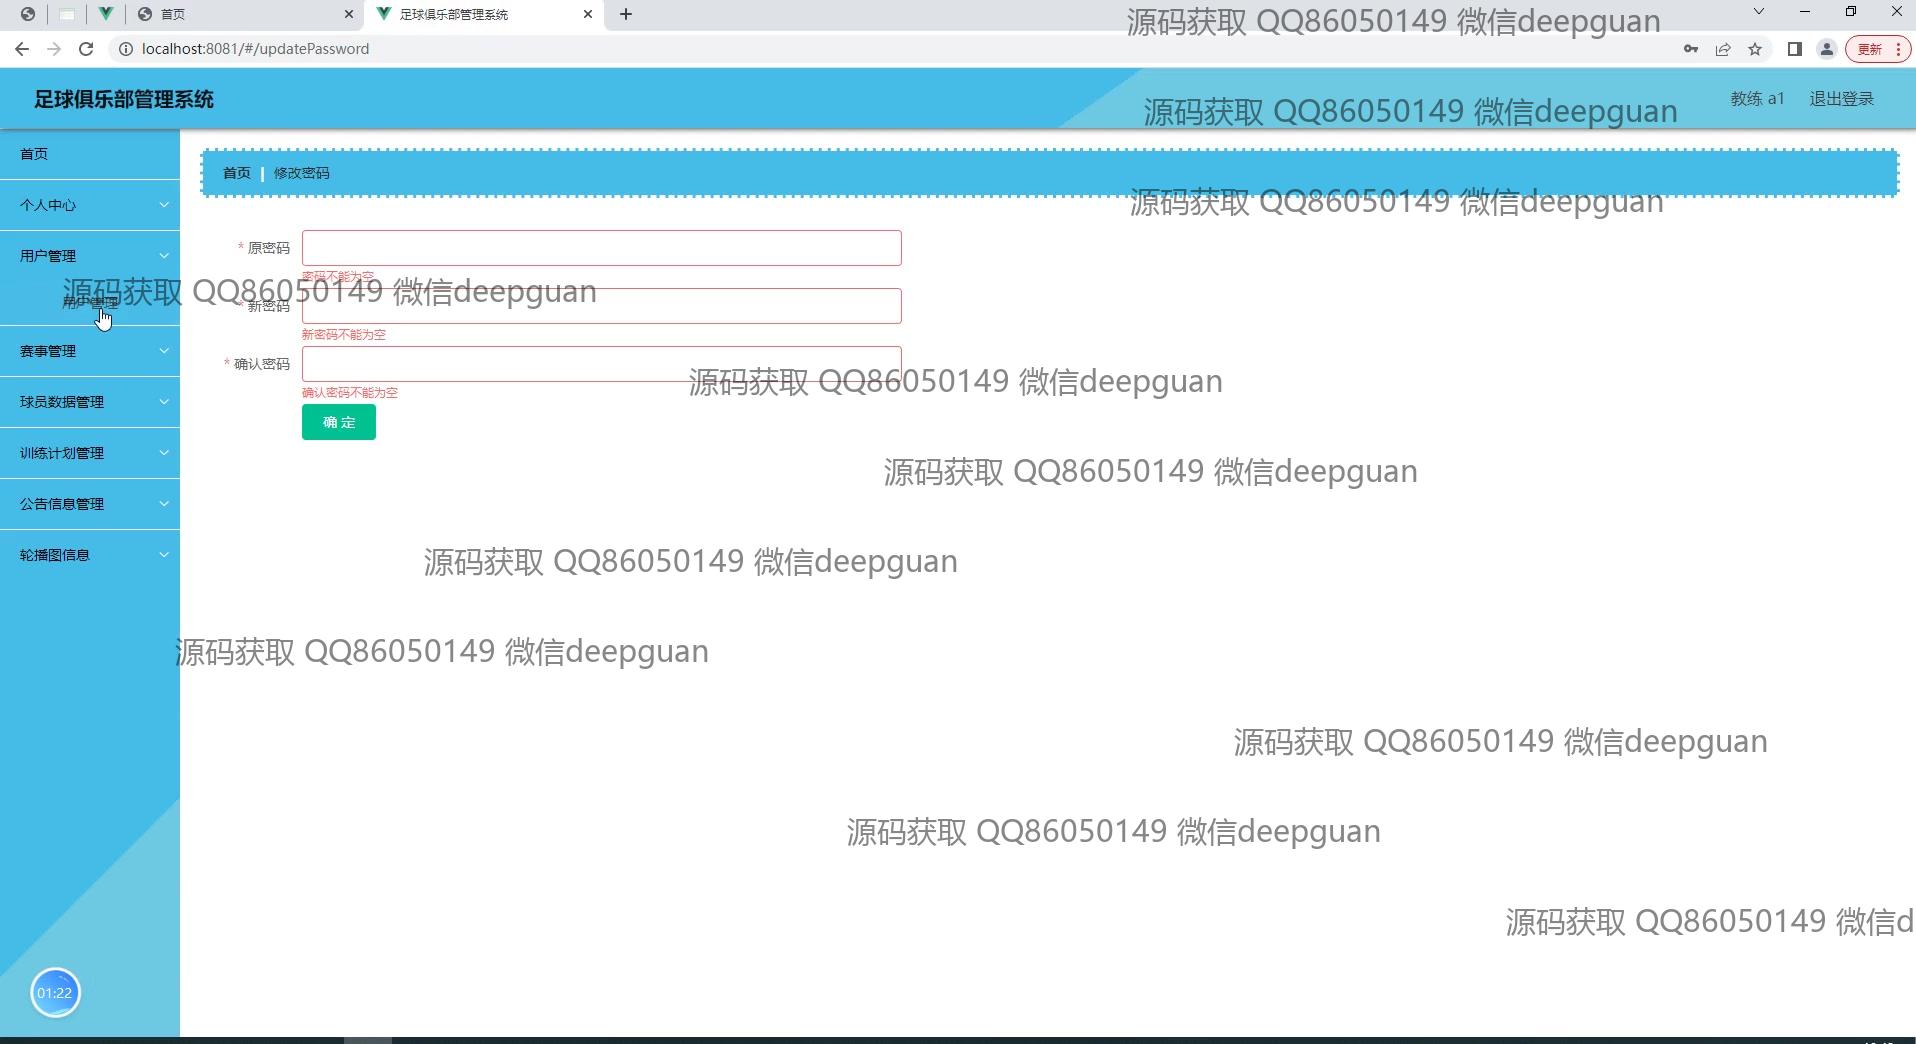 首页
足球俱乐部管理系统
源码获取 QQ86050149 微信deepguan
localhost:8081/#/updatePassword
更新
足球俱乐部管理系统
教练 a1
退出登录
源码获取 QQ86050149 微信deepguan
首页
个人中心
用户管理
用户管理
赛事管理
球员数据管理
训练计划管理
公告信息管理
轮播图信息
首页
修改密码
源码获取 QQ86050149 微信deepguan
* 原密码
密码不能为空
源码获取 QQ86050149 微信deepguan
* 新密码
新密码不能为空
* 确认密码
源码获取 QQ86050149 微信deepguan
确认密码不能为空
确 定
源码获取 QQ86050149 微信deepguan
源码获取 QQ86050149 微信deepguan
源码获取 QQ86050149 微信deepguan
源码获取 QQ86050149 微信deepguan
源码获取 QQ86050149 微信deepguan
源码获取 QQ86050149 微信d
01:22